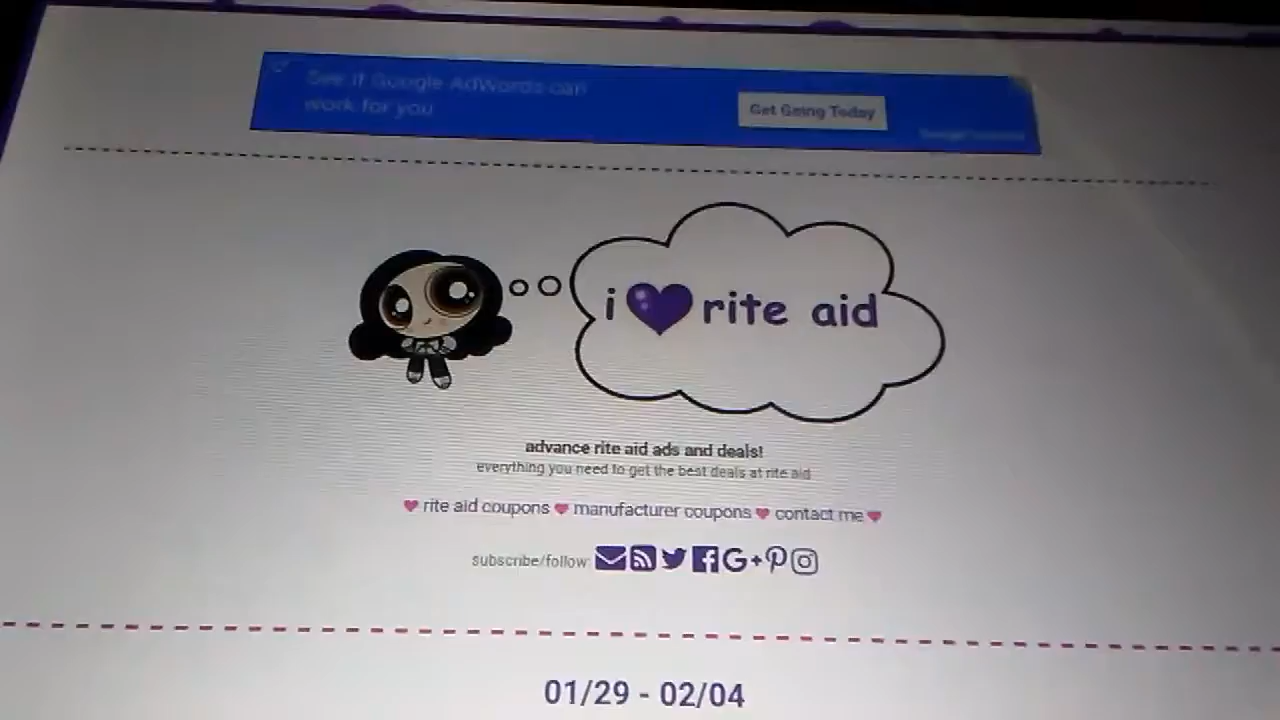 See if Google AdWords can
work for you
Get Going Today
i rite aid
advance rite aid ads and deals!
everything you need to get the best deals at rite aid
rite aid coupons manufacturer coupons contact me
subscribe/follow:
01/29 - 02/04